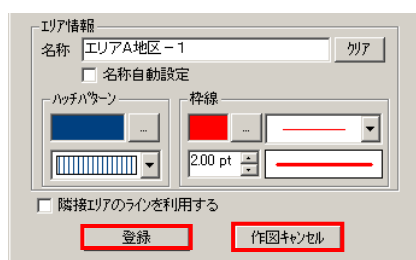 エリア情報
名称 エリアA地区－1 クリア
名称自動設定
ハッチパターン 枠線
... ...
2.00 pt
隣接エリアのラインを利用する
登録 作図キャンセル